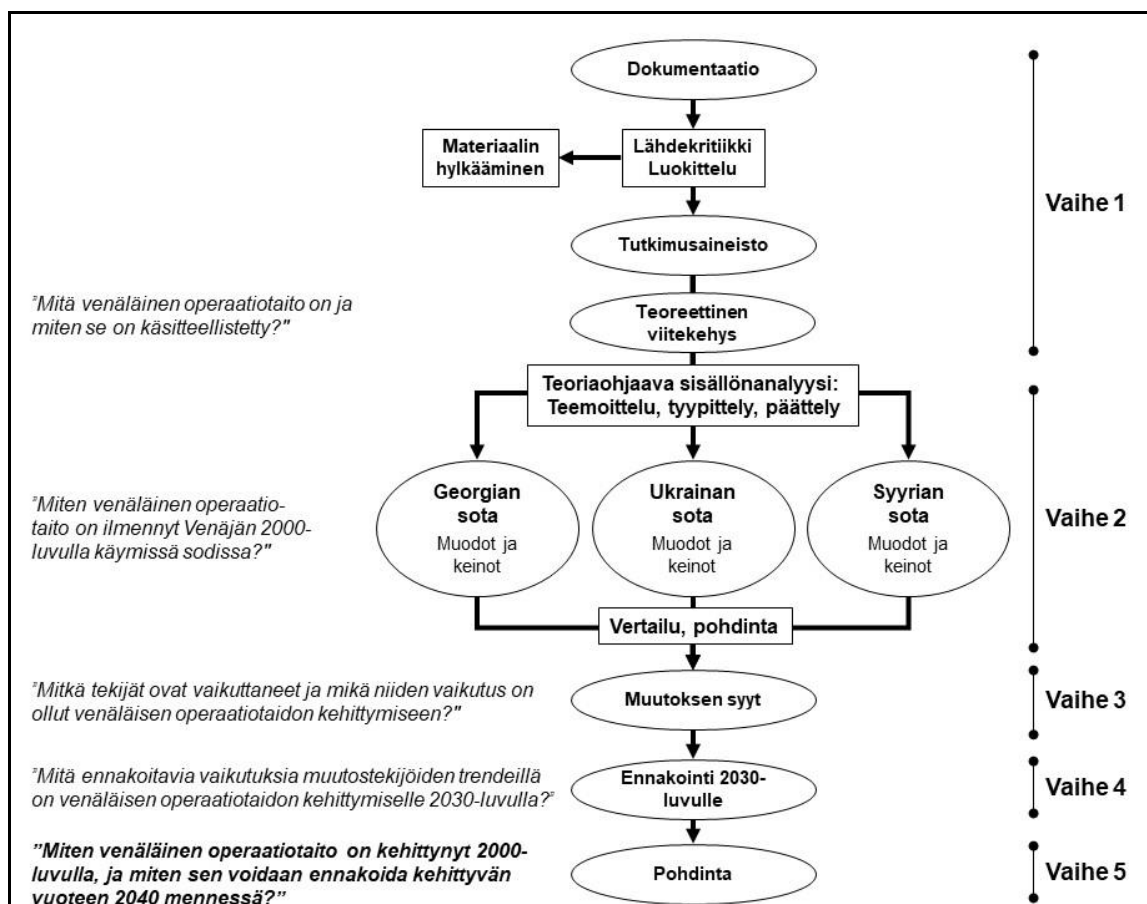 Dokumentaatio
Materiaalin
hylkääminen
Lähdekritiikki
Luokittelu
Vaihe 1
Tutkimusaineisto
"Mitä venäläinen operaatiotaito on ja
miten se on käsitteellistetty?"
Teoreettinen
viitekehys
Teoriaohjaava sisällönanalyysi:
Teemoittelu, tyypittely, päättely
"Miten venäläinen operaatio-
taito on ilmennyt Venäjän 2000-
luvulla käymissä sodissa?"
Georgian
sota
Muodot ja
keinot
Ukrainan
sota
Muodot ja
keinot
Syyrian
sota
Muodot ja
keinot
Vaihe 2
Vertailu, pohdinta
"Mitkä tekijät ovat vaikuttaneet ja mikä niiden vaikutus on
ollut venäläisen operaatiotaidon kehittymiseen?"
Muutoksen syyt
Vaihe 3
"Mitä ennakoitavia vaikutuksia muutostekijöiden trendeillä
on venäläisen operaatiotaidon kehittymiselle 2030-luvulla?"
Ennakointi 2030-
luvulle
Vaihe 4
"Miten venäläinen operaatiotaito on kehittynyt 2000-
luvulla, ja miten sen voidaan ennakoida kehittyvän
vuoteen 2040 mennessä?"
Pohdinta
Vaihe 5